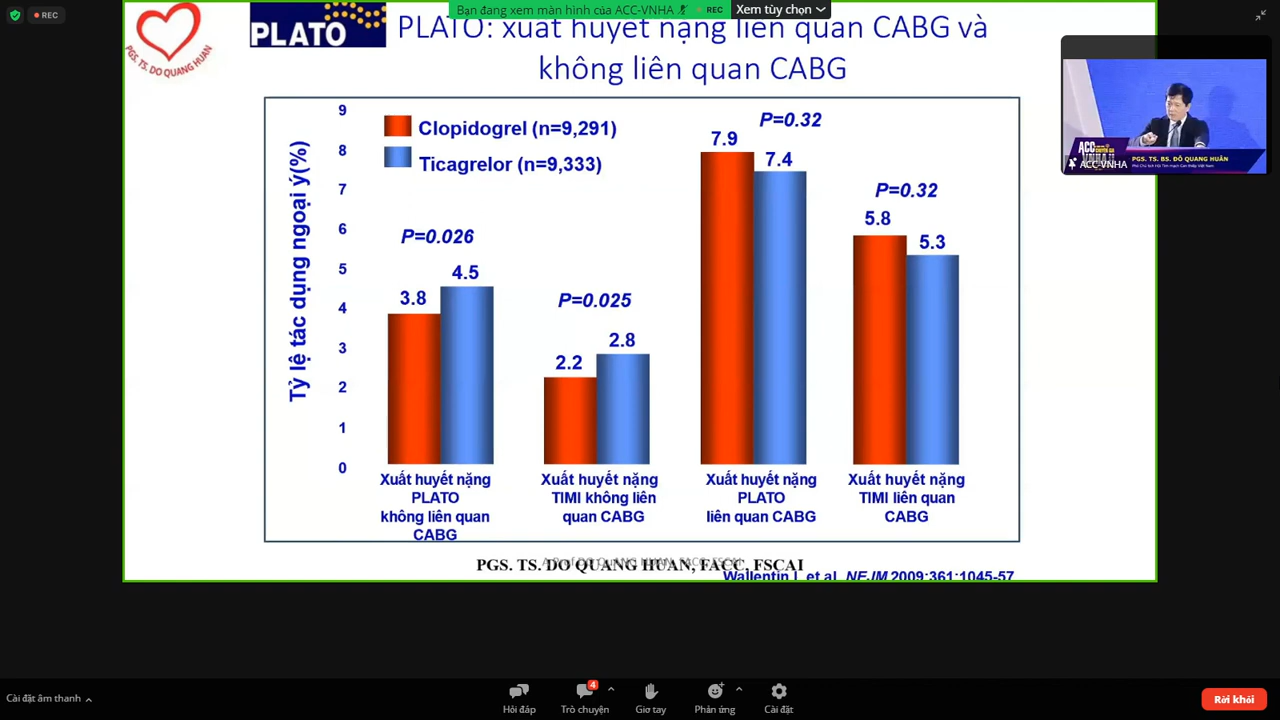 REC
Bạn đang xem màn hình của ACC-VNHA
REC
Xem tùy chọn
PGS. TS. DO QUANG HUAN
PLATO
PLATO: xuất huyết nặng liên quan CABG và
không liên quan CABG
ACC
PGS. TS. BS. ĐỖ QUANG HUÂN
ACC-VNHA
Tỷ lệ tác dụng ngoại ý(%)
9
8
7
6
5
4
3
2
1
0
Clopidogrel (n=9,291)
Ticagrelor (n=9,333)
P=0.026
3.8
4.5
P=0.025
2.2
2.8
P=0.32
7.9
7.4
P=0.32
5.8
5.3
Xuất huyết nặng
PLATO
không liên quan
CABG
Xuất huyết nặng
TIMI không liên
quan CABG
Xuất huyết nặng
PLATO
liên quan CABG
Xuất huyết nặng
TIMI liên quan
CABG
PGS. TS. DO QUANG HUAN, FACC, FSCAI
Wallentin L et al. NEJM 2009;361:1045-57
Cài đặt âm thanh
Hỏi đáp
4
Trò chuyện
Giơ tay
Phản ứng
Cài đặt
Rời khỏi